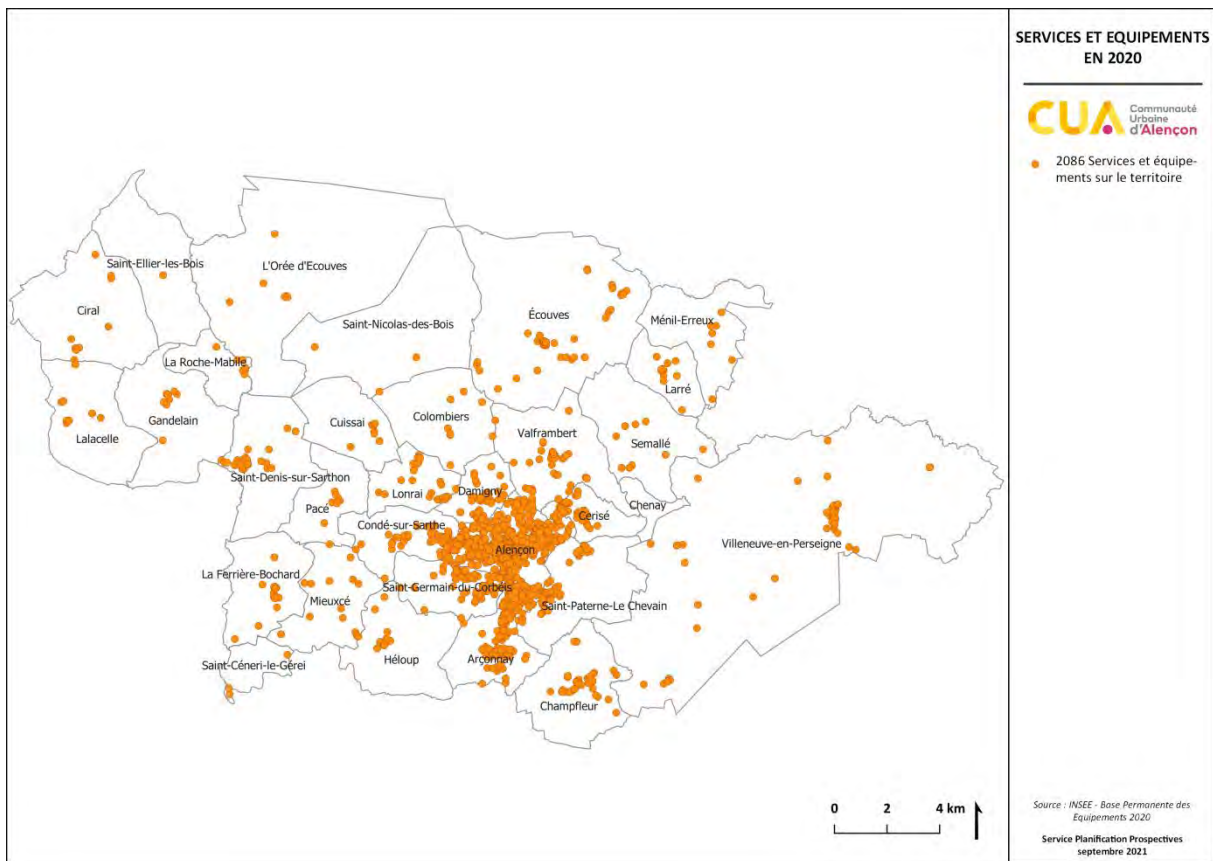 SERVICES ET EQUIPEMENTS
EN 2020
CUA
Communauté
Urbaine
d'Alençon
2086 Services et équipe-
ments sur le territoire
Saint-Ellier-les-Bois
L'Orée d'Ecouves
Ciral
Saint-Nicolas-des-Bois
Écouves
Ménil-Erreux
La Roche-Mabile
Larré
Gandelain
Cuissai
Colombiers
Lalacelle
Valframbert
Semallé
Saint-Denis-sur-Sarthon
Lonrai
Damigny
Pacé
Chenay
Cerisé
Condé-sur-Sarthe
Villeneuve-en-Perseigne
Alençon
La Ferrière-Bochard
Saint-Germain-du-Corbéis
Mieuxcé
Saint-Paterne-Le Chevain
Saint-Céneri-le-Gérei
Héloup
Arçonnay
Champfleur
0 2 4 km
Source : INSEE - Base Permanente des
Equipements 2020
Service Planification Prospectives
septembre 2021